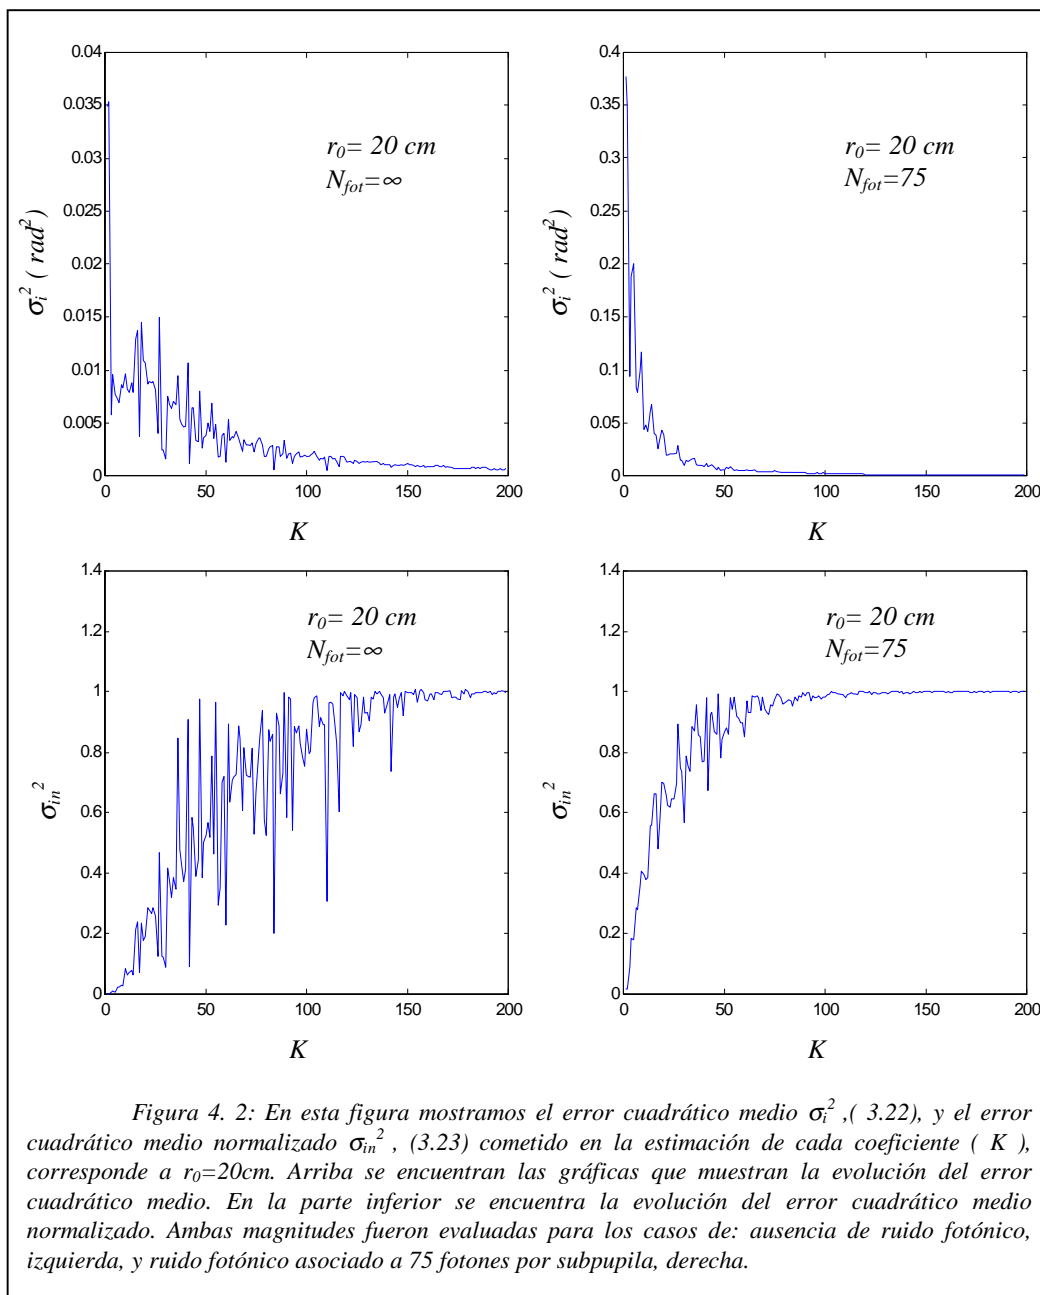 0.04
0.035
0.03
0.025
0.02
0.015
0.01
0.005
0
σi² ( rad²)
r0= 20 cm
Nfot=∞
0 50 100 150 200
K
0.4
0.35
0.3
0.25
0.2
0.15
0.1
0.05
0
σi² ( rad²)
r0= 20 cm
Nfot=75
0 50 100 150 200
K
1.4
1.2
1
0.8
0.6
0.4
0.2
0
σin²
r0= 20 cm
Nfot=∞
0 50 100 150 200
K
1.4
1.2
1
0.8
0.6
0.4
0.2
0
σin²
r0= 20 cm
Nfot=75
0 50 100 150 200
K
Figura 4. 2: En esta figura mostramos el error cuadrático medio σi² ,( 3.22), y el error
cuadrático medio normalizado σin² , (3.23) cometido en la estimación de cada coeficiente ( K ),
corresponde a r0=20cm. Arriba se encuentran las gráficas que muestran la evolución del error
cuadrático medio. En la parte inferior se encuentra la evolución del error cuadrático medio
normalizado. Ambas magnitudes fueron evaluadas para los casos de: ausencia de ruido fotónico,
izquierda, y ruido fotónico asociado a 75 fotones por subpupila, derecha.